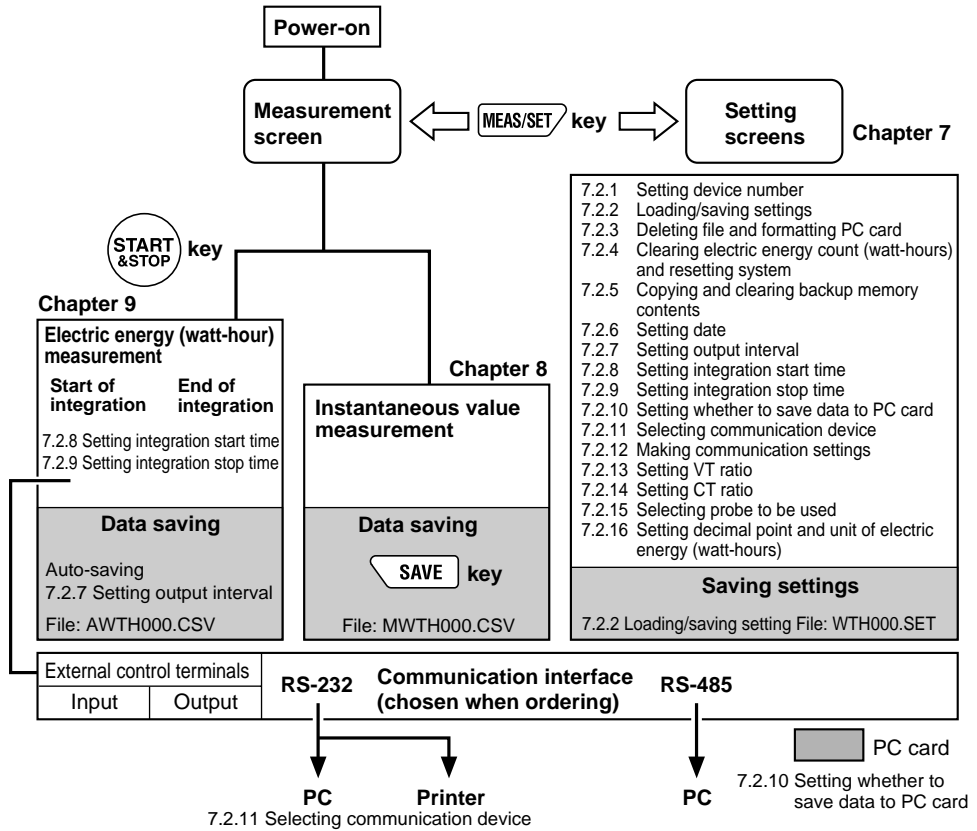 Power-on
Measurement
screen
MEAS/SET key
Setting
screens
Chapter 7
7.2.1 Setting device number
7.2.2 Loading/saving settings
7.2.3 Deleting file and formatting PC card
7.2.4 Clearing electric energy count (watt-hours)
and resetting system
7.2.5 Copying and clearing backup memory
contents
7.2.6 Setting date
7.2.7 Setting output interval
7.2.8 Setting integration start time
7.2.9 Setting integration stop time
7.2.10 Setting whether to save data to PC card
7.2.11 Selecting communication device
7.2.12 Making communication settings
7.2.13 Setting VT ratio
7.2.14 Setting CT ratio
7.2.15 Selecting probe to be used
7.2.16 Setting decimal point and unit of electric
energy (watt-hours)
Saving settings
7.2.2 Loading/saving setting File: WTH000.SET
START
&STOP
key
Chapter 9
Electric energy (watt-hour)
measurement
Start of
integration
End of
integration
7.2.8 Setting integration start time
7.2.9 Setting integration stop time
Data saving
Auto-saving
7.2.7 Setting output interval
File: AWTH000.CSV
Chapter 8
Instantaneous value
measurement
Data saving
SAVE key
File: MWTH000.CSV
External control terminals
Input
Output
RS-232
Communication interface
(chosen when ordering)
RS-485
PC
Printer
7.2.11 Selecting communication device
PC
PC card
7.2.10 Setting whether to
save data to PC card